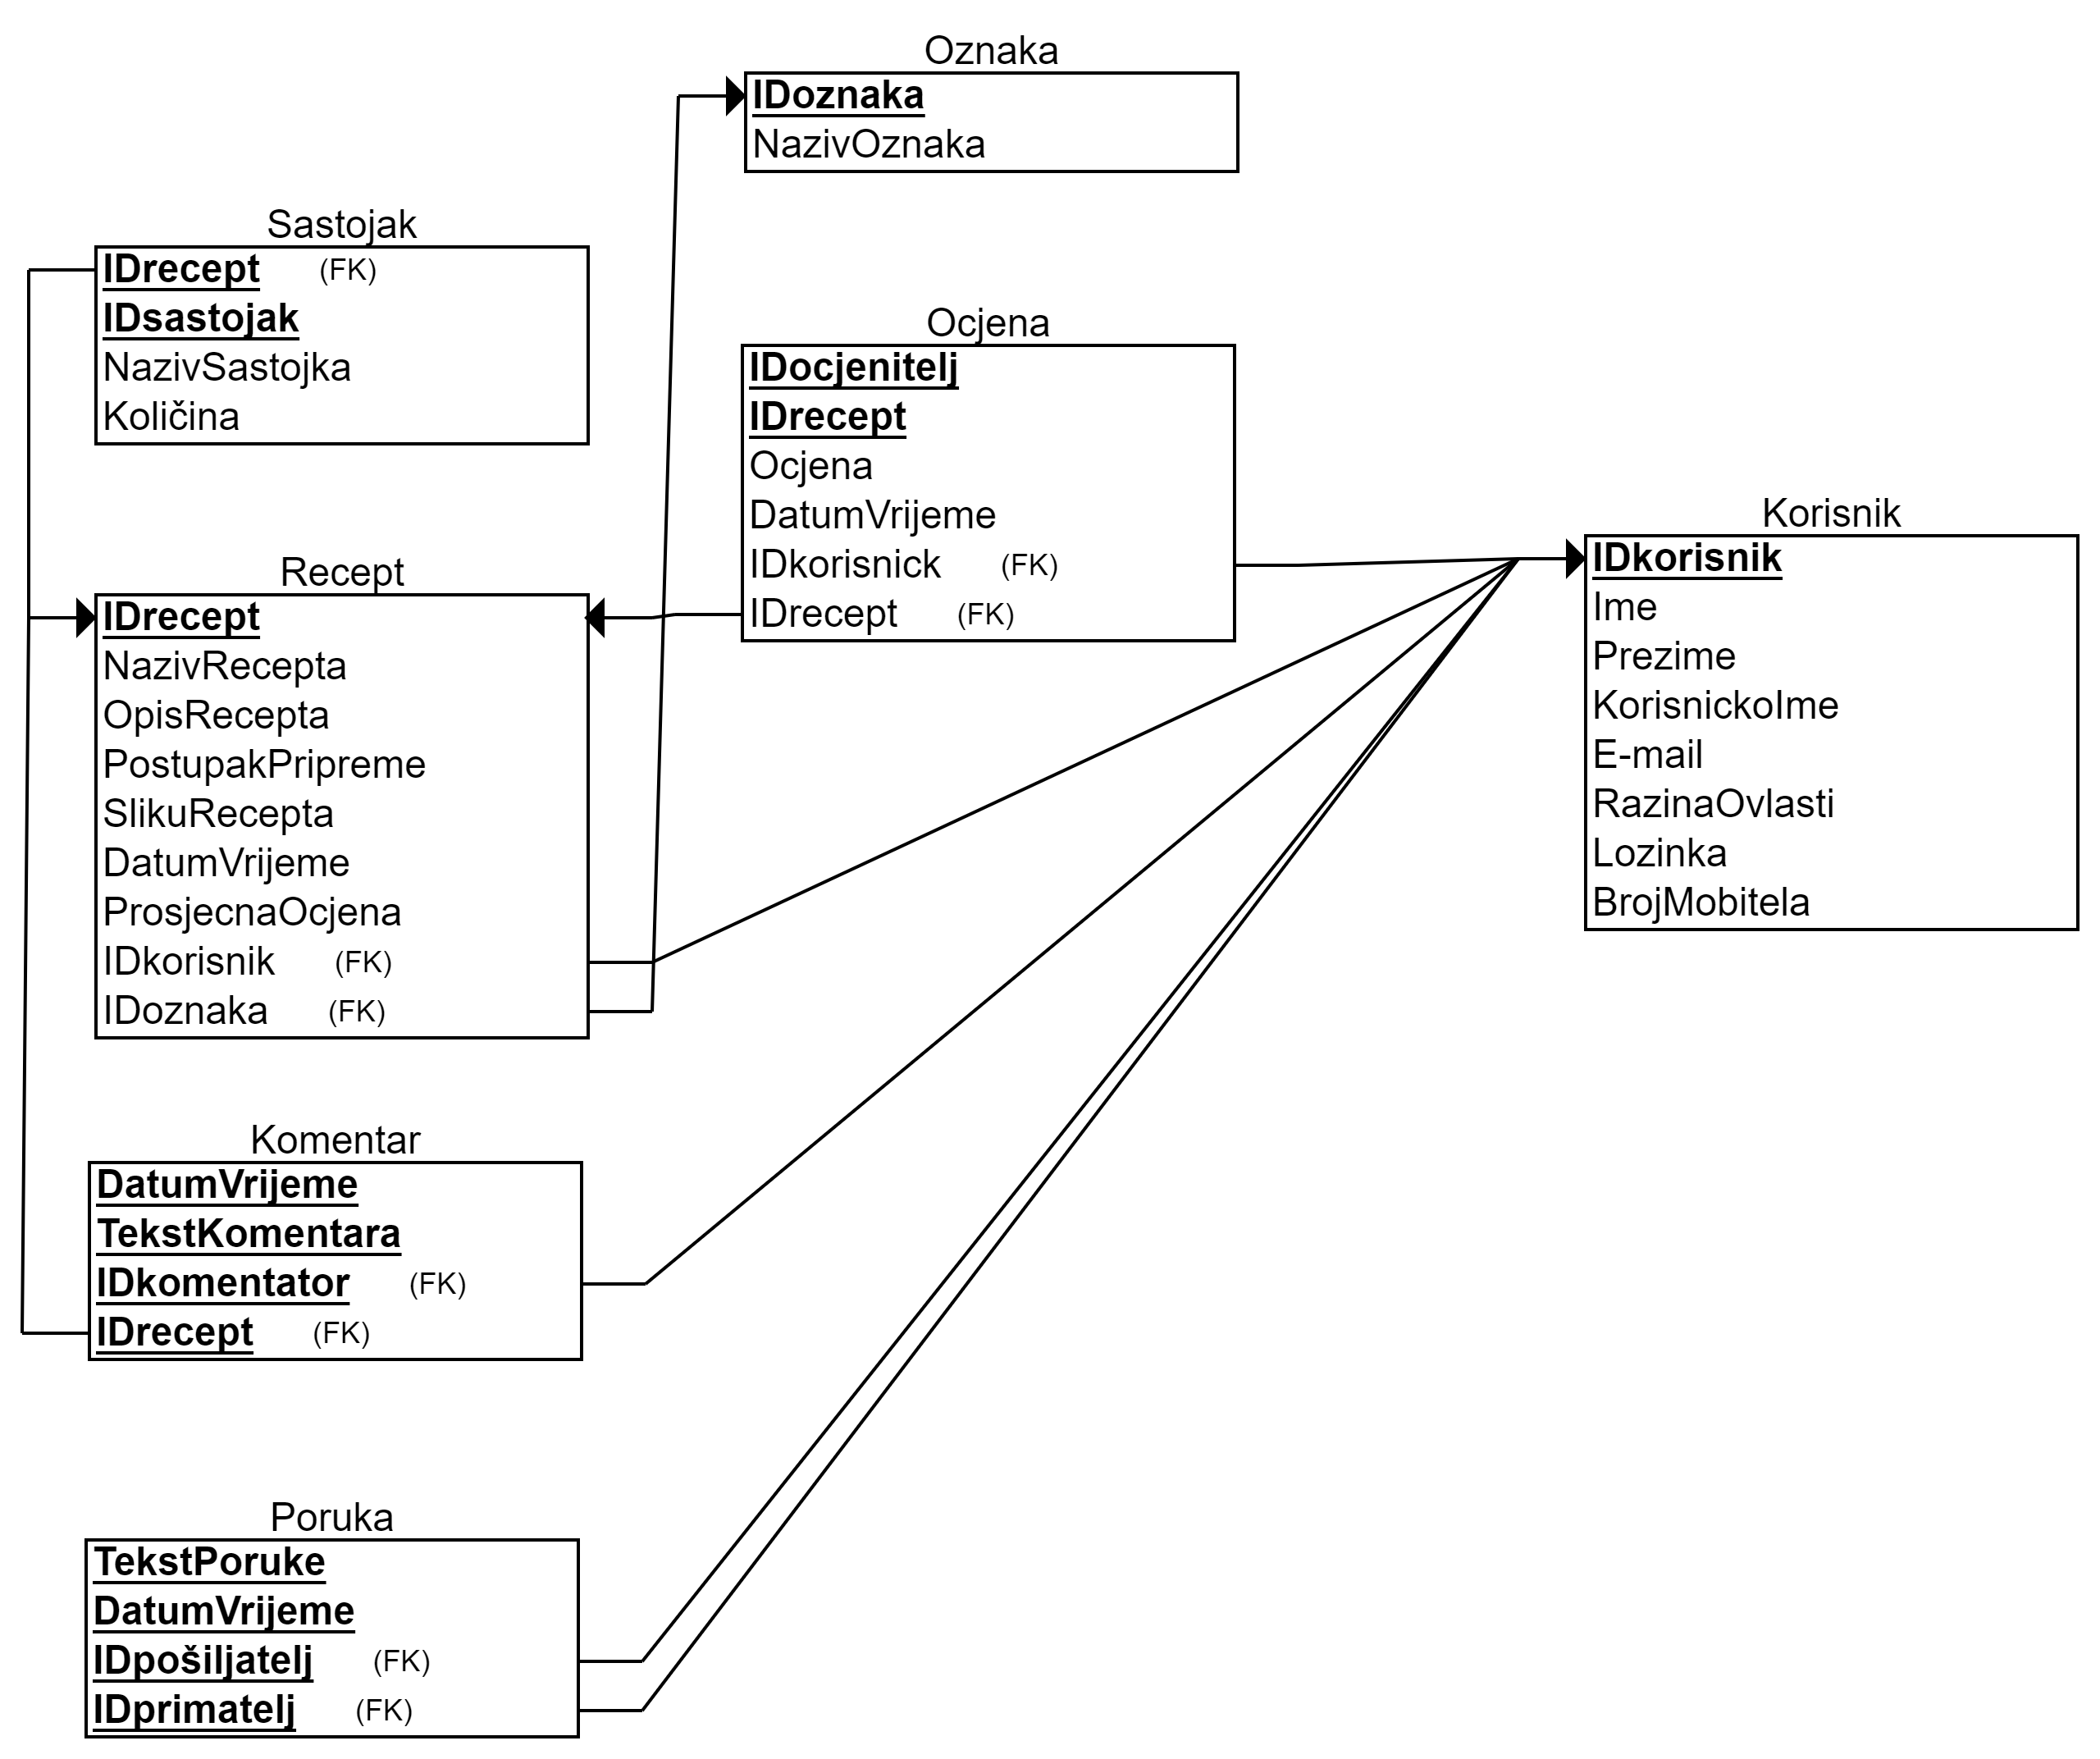 Oznaka
IDoznaka
NazivOznaka
Sastojak
IDrecept (FK)
IDsastojak
NazivSastojka
Količina
Ocjena
IDocjenitelj
IDrecept
Ocjena
DatumVrijeme
IDkorisnick (FK)
IDrecept (FK)
Korisnik
IDkorisnik
Ime
Prezime
KorisnickoIme
E-mail
RazinaOvlasti
Lozinka
BrojMobitela
Recept
IDrecept
NazivRecepta
OpisRecepta
PostupakPripreme
SlikuRecepta
DatumVrijeme
ProsjecnaOcjena
IDkorisnik (FK)
IDoznaka (FK)
Komentar
DatumVrijeme
TekstKomentara
IDkomentator (FK)
IDrecept (FK)
Poruka
TekstPoruke
DatumVrijeme
IDpošiljatelj (FK)
IDprimatelj (FK)